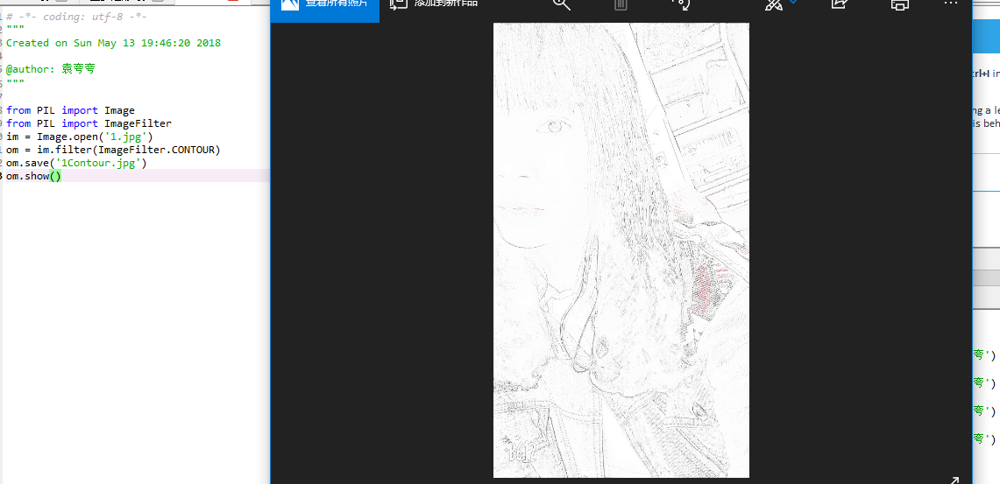 查看所有照片
添加到新作品
# -*- coding: utf-8 -*-
"""
Created on Sun May 13 19:46:20 2018
@author: 袁夸夸
"""
from PIL import Image
from PIL import ImageFilter
im = Image.open('1.jpg')
om = im.filter(ImageFilter.CONTOUR)
om.save('1Contour.jpg')
om.show()
ctrl+I in
ng a le
is beh
夸')
夸')
夸')
夸')